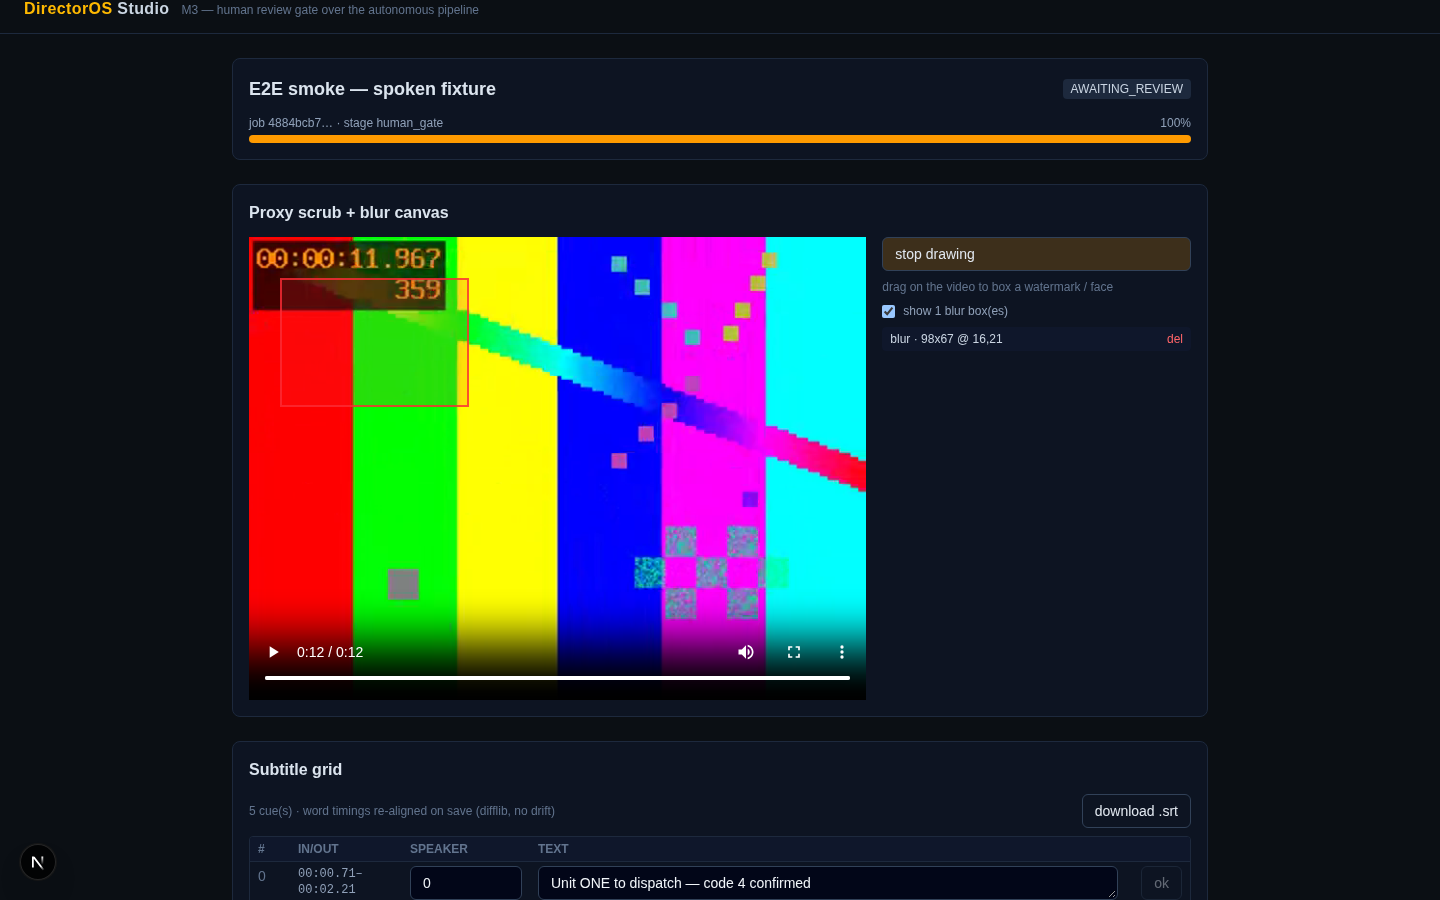 DirectorOS Studio M3 — human review gate over the autonomous pipeline
E2E smoke — spoken fixture
AWAITING_REVIEW
job 4884bcb7… · stage human_gate
100%
Proxy scrub + blur canvas
00:00:11.967
359
0:12 / 0:12
stop drawing
drag on the video to box a watermark / face
show 1 blur box(es)
blur · 98x67 @ 16,21
del
Subtitle grid
5 cue(s) · word timings re-aligned on save (difflib, no drift)
download .srt
# IN/OUT SPEAKER TEXT
0
00:00.71–
00:02.21
0
Unit ONE to dispatch — code 4 confirmed
ok
N